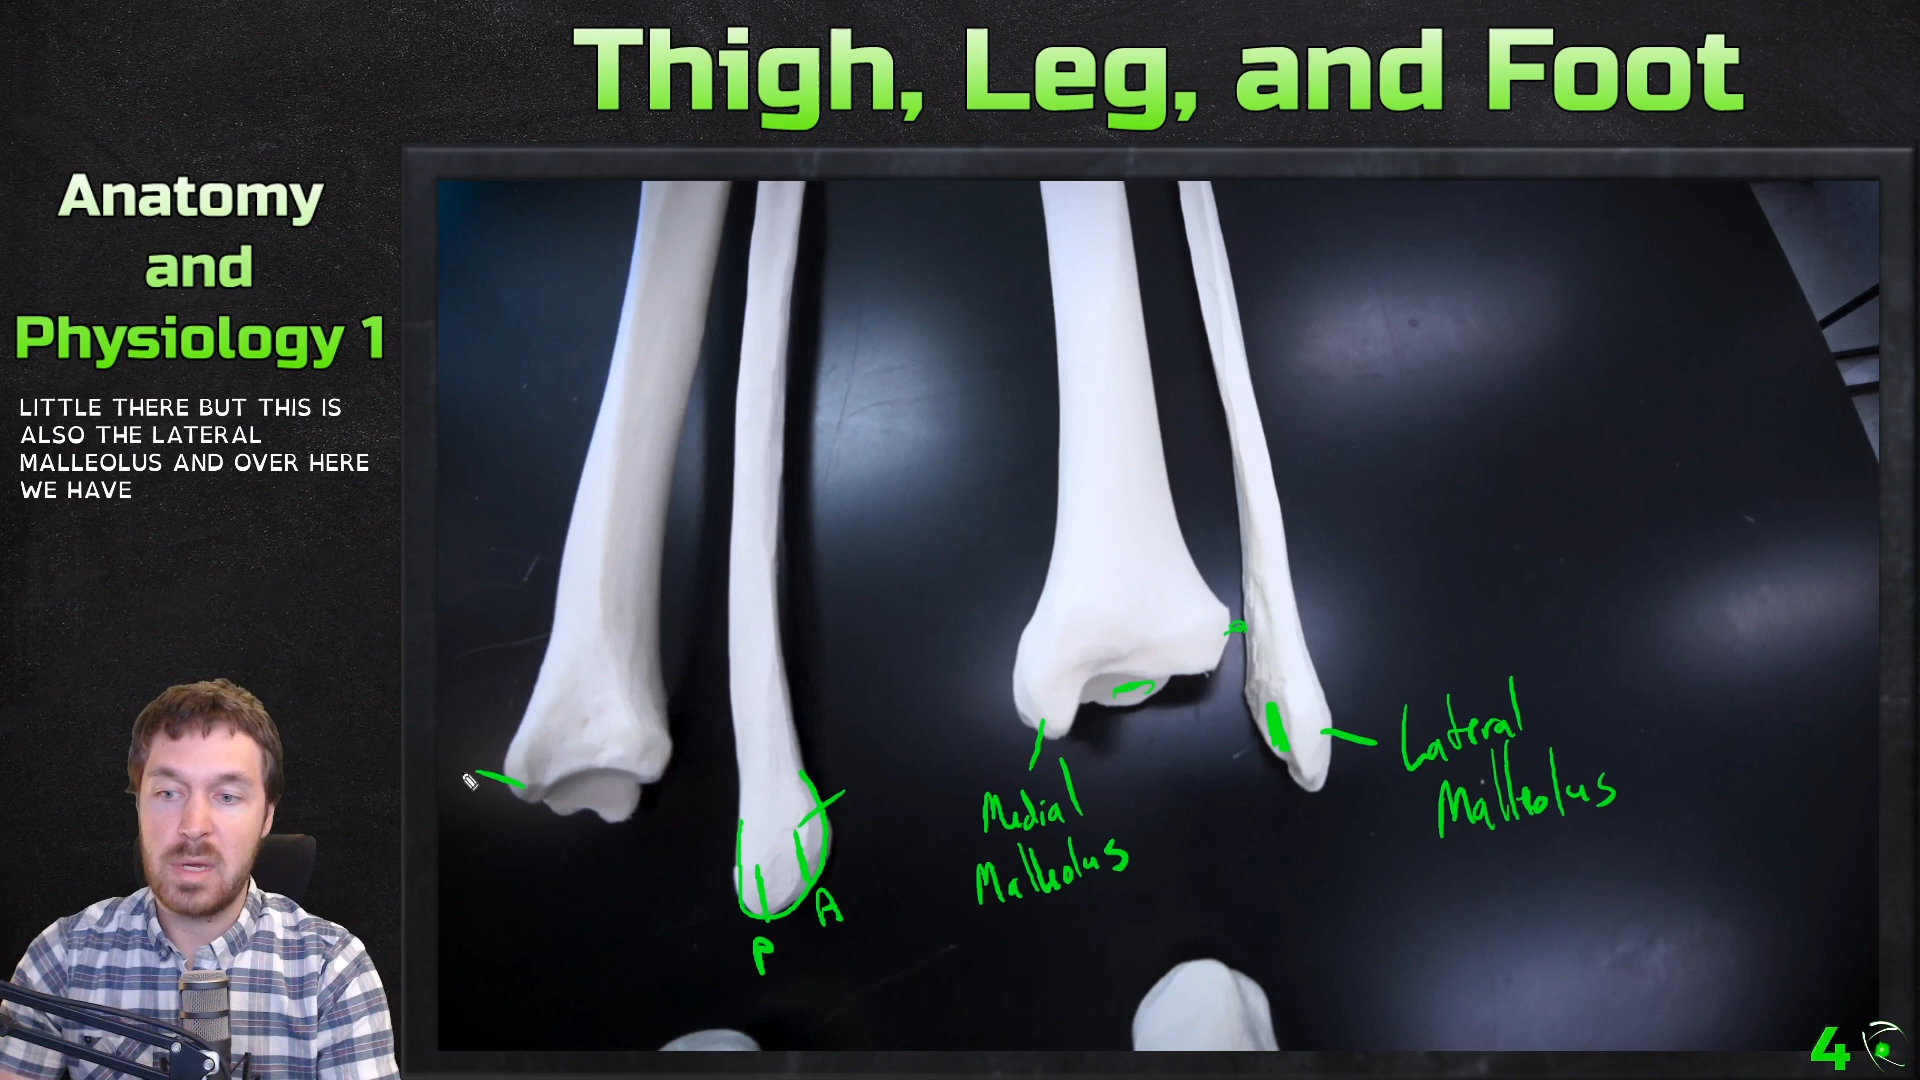 Thigh, Leg, and Foot
Anatomy
and
Physiology 1
LITTLE THERE BUT THIS IS
ALSO THE LATERAL
MALLEOLUS AND OVER HERE
WE HAVE
Lateral
Malleolus
Medial
Malleolus
A
P
4